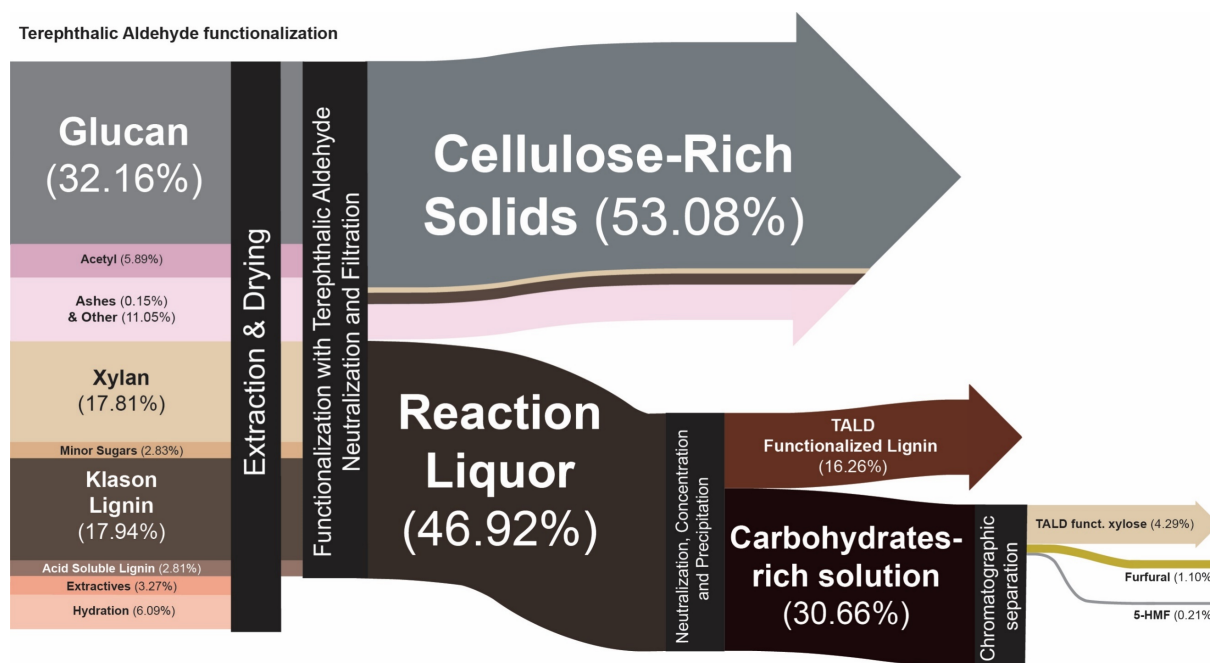 Terephthalic Aldehyde functionalization
Glucan
(32.16%)
Acetyl (5.89%)
Ashes (0.15%)
& Other (11.05%)
Xylan
(17.81%)
Minor Sugars (2.83%)
Klason
Lignin
(17.94%)
Acid Soluble Lignin (2.81%)
Extractives (3.27%)
Hydration (6.09%)
Extraction & Drying
Functionalization with Terephthalic Aldehyde
Neutralization and Filtration
Cellulose-Rich
Solids (53.08%)
Reaction
Liquor
(46.92%)
Neutralization, Concentration
and Precipitation
TALD
Functionalized Lignin
(16.26%)
Carbohydrates-
rich solution
(30.66%)
Chromatographic
separation
TALD funct. xylose (4.29%)
Furfural (1.10%
5-HMF (0.21%